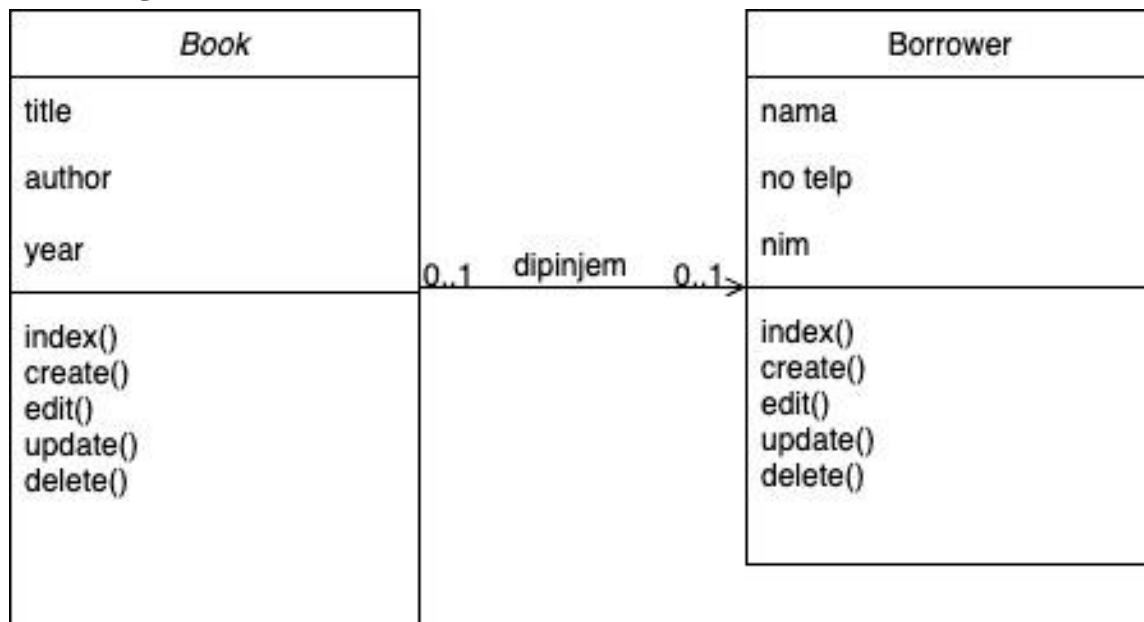 Book
title
author
year
index()
create()
edit()
update()
delete()
0..1
dipinjem
0..1
Borrower
nama
no telp
nim
index()
create()
edit()
update()
delete()